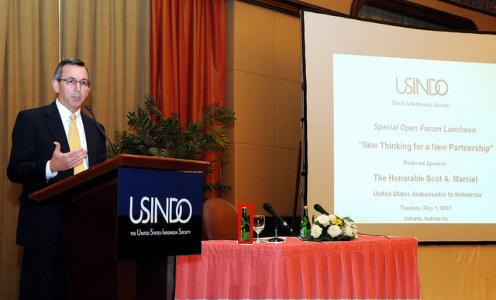 USINDO
The U.S-Indonesia Society
Special Open Forum Luncheon
"New Thinking for a New Partnership"
Featured Speaker:
The Honorable Scot A. Marciel
United States Ambassador to Indonesia
Tuesday, May 1, 2012
Jakarta, Indonesia
USINDO
THE UNITED STATES-INDONESIA SOCIETY